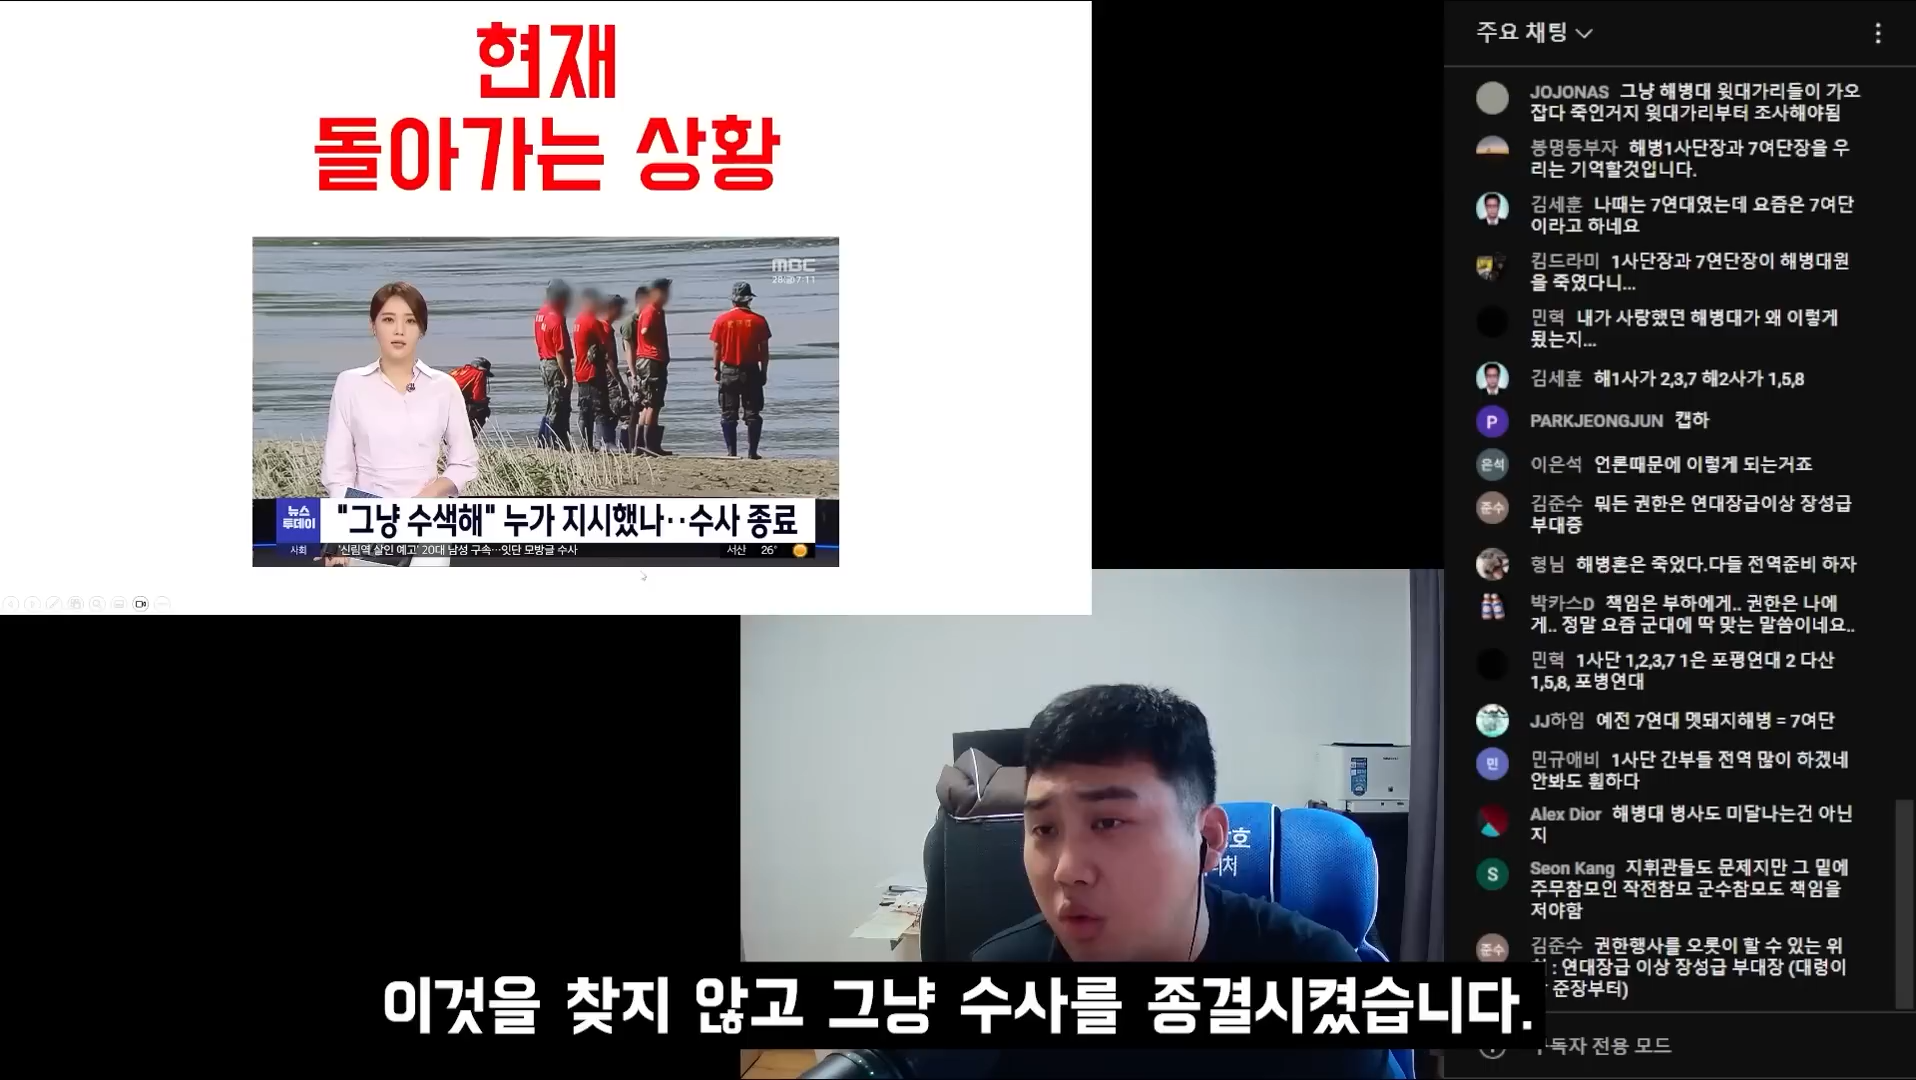 현재
돌아가는 상황
MBC
28㈎7:11
뉴스
투데이
"그냥 수색해" 누가 지시했나‥수사 종료
사회
'신림역 살인 예고' 20대 남성 구속…잇단 모방글 수사
서산 26°
주요 채팅
JOJONAS 그냥 해병대 윗대가리들이 가오
잡다 죽인거지 윗대가리부터 조사해야됨
봉명동부자 해병1사단장과 7여단장을 우
리는 기억할것입니다.
김세훈 나때는 7연대였는데 요즘은 7여단
이라고 하네요
킴드라미 1사단장과 7연단장이 해병대원
을 죽였다니...
민혁 내가 사랑했던 해병대가 왜 이렇게
됬는지...
김세훈 해1사가 2,3,7 해2사가 1,5,8
P
PARKJEONGJUN 캡하
은석
이은석 언론때문에 이렇게 되는거죠
준수
김준수 뭐든 권한은 연대장급이상 장성급
부대증
형님 해병혼은 죽었다.다들 전역준비 하자
박카스D 책임은 부하에게.. 권한은 나에
게.. 정말 요즘 군대에 딱 맞는 말씀이네요..
민혁 1사단 1,2,3,7 1은 포평연대 2 다산
1,5,8, 포병연대
JJ하임 예전 7연대 멧돼지해병 = 7여단
민
민규애비 1사단 간부들 전역 많이 하겠네
안봐도 훤하다
Alex Dior 해병대 병사도 미달나는건 아닌
지
S
Seon Kang 지휘관들도 문제지만 그 밑에
주무참모인 작전참모 군수참모도 책임을
저야함
준수
김준수 권한행사를 오롯이 할 수 있는 위
: 연대장급 이상 장성급 부대장 (대령이
준장부터)
독자 전용 모드
호
처
이것을 찾지 않고 그냥 수사를 종결시켰습니다.